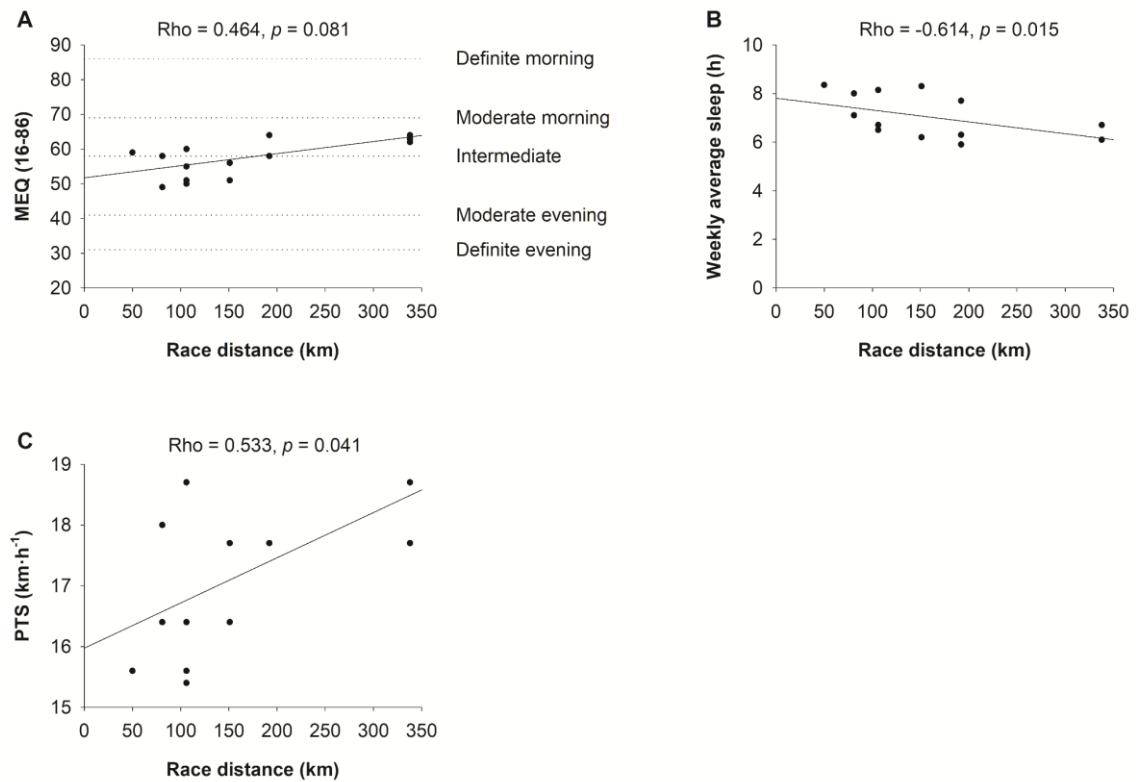 A
Rho = 0.464, p = 0.081
MEQ (16-86)
90
80
70
60
50
40
30
20
Definite morning
Moderate morning
Intermediate
Moderate evening
Definite evening
0 50 100 150 200 250 300 350
Race distance (km)
B
Rho = -0.614, p = 0.015
Weekly average sleep (h)
10
8
6
4
2
0
0 50 100 150 200 250 300 350
Race distance (km)
C
Rho = 0.533, p = 0.041
PTS (km·h⁻¹)
19
18
17
16
15
0 50 100 150 200 250 300 350
Race distance (km)